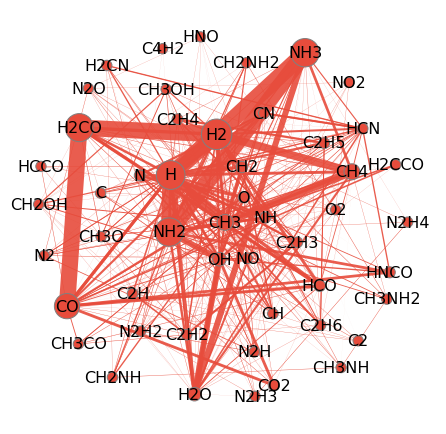 HNO
C4H2
NH3
H2CN
CH2NH2
NO2
N2O
CH3OH
CN
C2H4
H2CO
H2
HCN
C2H5
HCCO
CH2
CH4
H2CCO
N
H
C
O
CH2OH
O2
NH
CH3
N2H4
NH2
CH3O
C2H3
N2
OH
NO
HNCO
HCO
C2H
CH3NH2
CO
CH
C2H6
N2H2
C2H2
C2
CH3CO
N2H
CH3NH
CH2NH
CO2
H2O
N2H3